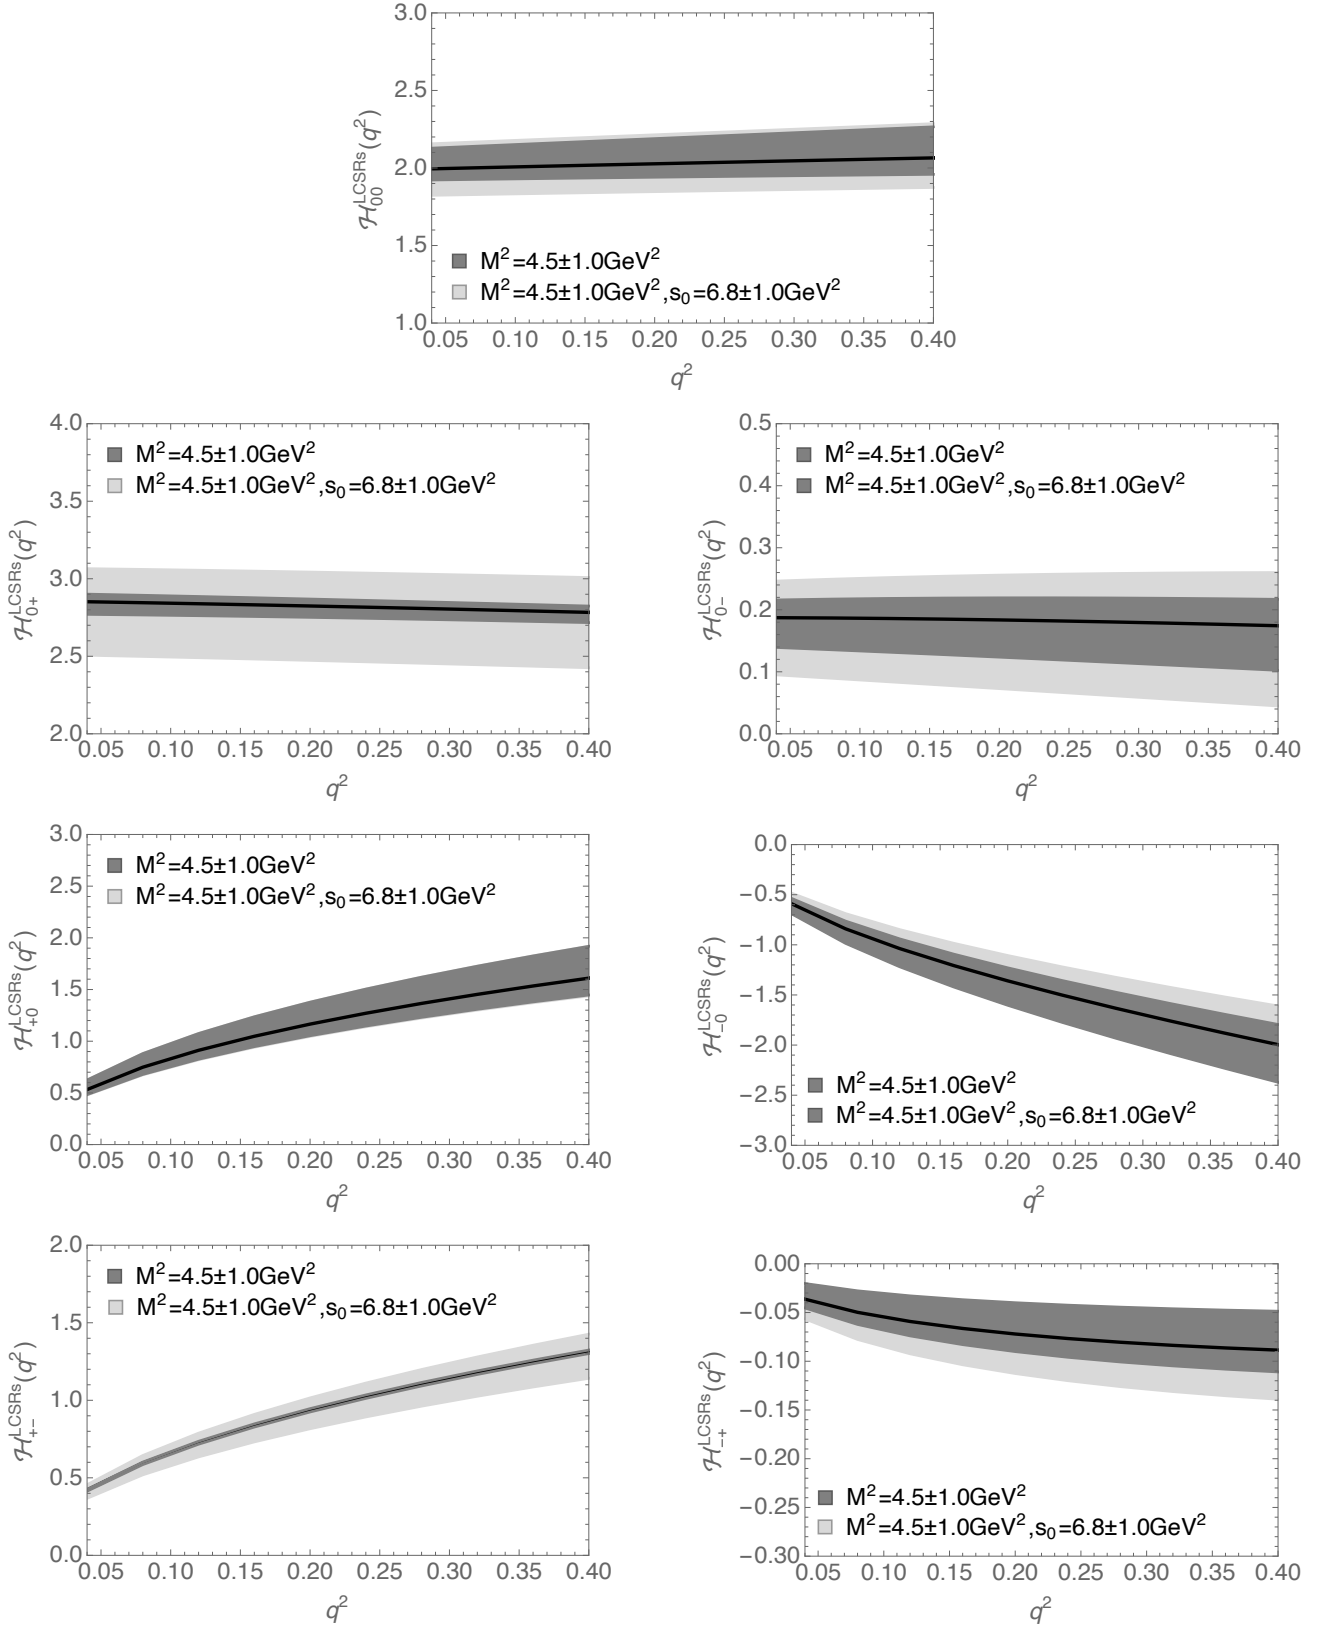 3.0
2.5
2.0
1.5
1.0
ℋ₀₀^LCSRs(q²)
M²=4.5±1.0GeV²
M²=4.5±1.0GeV²,s₀=6.8±1.0GeV²
0.05 0.10 0.15 0.20 0.25 0.30 0.35 0.40
q²
4.0
3.5
3.0
2.5
2.0
ℋ₀₊^LCSRs(q²)
M²=4.5±1.0GeV²
M²=4.5±1.0GeV²,s₀=6.8±1.0GeV²
0.05 0.10 0.15 0.20 0.25 0.30 0.35 0.40
q²
0.5
0.4
0.3
0.2
0.1
0.0
ℋ₀₋^LCSRs(q²)
M²=4.5±1.0GeV²
M²=4.5±1.0GeV²,s₀=6.8±1.0GeV²
0.05 0.10 0.15 0.20 0.25 0.30 0.35 0.40
q²
3.0
2.5
2.0
1.5
1.0
0.5
0.0
ℋ₊₀^LCSRs(q²)
M²=4.5±1.0GeV²
M²=4.5±1.0GeV²,s₀=6.8±1.0GeV²
0.05 0.10 0.15 0.20 0.25 0.30 0.35 0.40
q²
0.0
−0.5
−1.0
−1.5
−2.0
−2.5
−3.0
ℋ₋₀^LCSRs(q²)
M²=4.5±1.0GeV²
M²=4.5±1.0GeV²,s₀=6.8±1.0GeV²
0.05 0.10 0.15 0.20 0.25 0.30 0.35 0.40
q²
2.0
1.5
1.0
0.5
0.0
ℋ₊₋^LCSRs(q²)
M²=4.5±1.0GeV²
M²=4.5±1.0GeV²,s₀=6.8±1.0GeV²
0.05 0.10 0.15 0.20 0.25 0.30 0.35 0.40
q²
0.00
−0.05
−0.10
−0.15
−0.20
−0.25
−0.30
ℋ₋₊^LCSRs(q²)
M²=4.5±1.0GeV²
M²=4.5±1.0GeV²,s₀=6.8±1.0GeV²
0.05 0.10 0.15 0.20 0.25 0.30 0.35 0.40
q²